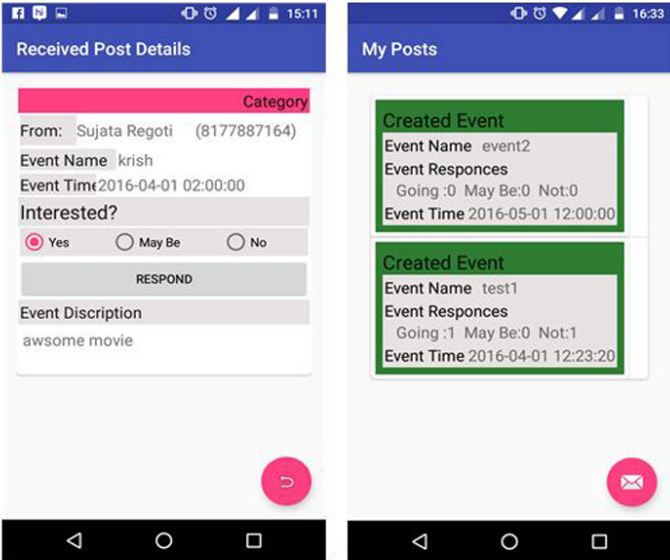 15:11
Received Post Details
Category
From: Sujata Regoti (8177887164)
Event Name krish
Event Time 2016-04-01 02:00:00
Interested?
Yes May Be No
RESPOND
Event Discription
awsome movie
16:33
My Posts
Created Event
Event Name event2
Event Responces
Going :0 May Be:0 Not:0
Event Time 2016-05-01 12:00:00
Created Event
Event Name test1
Event Responces
Going :1 May Be:0 Not:1
Event Time 2016-04-01 12:23:20